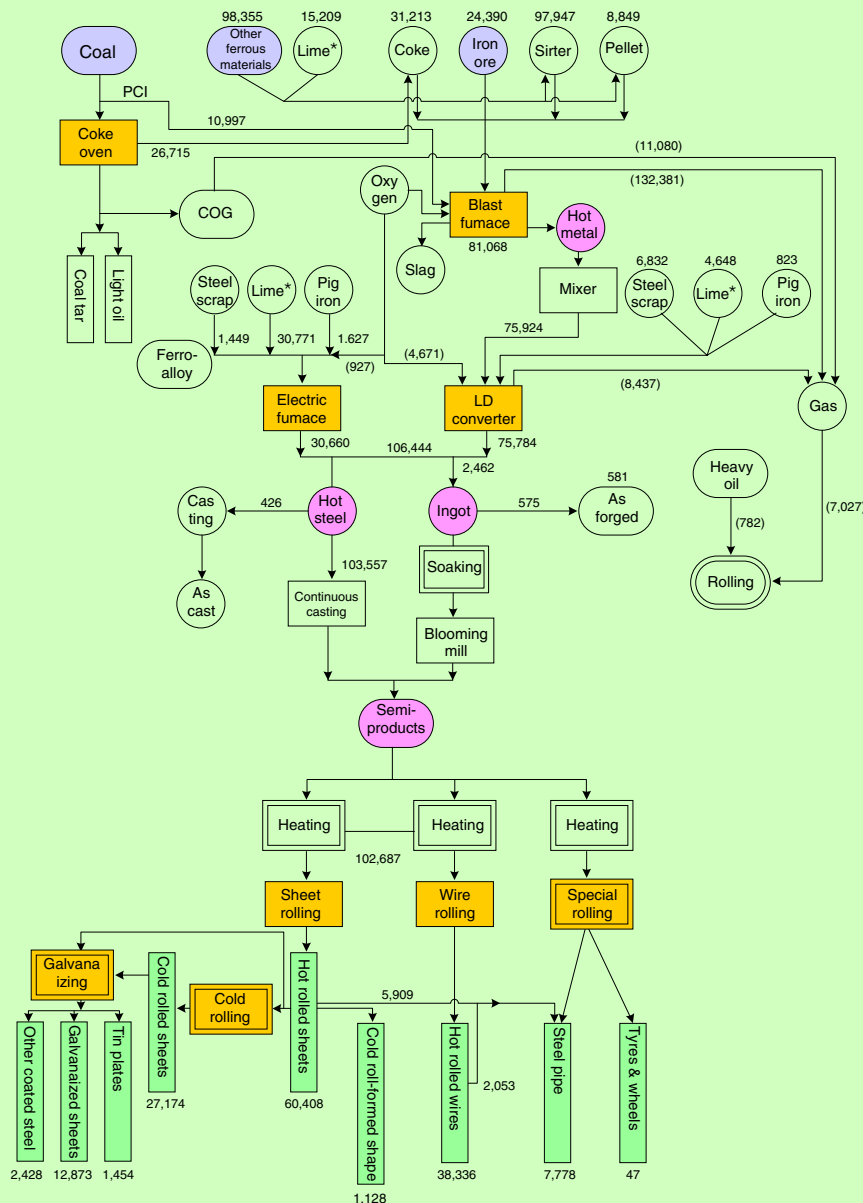 98,355
15,209
31,213
24,390
97,947
8,849
Coal
Other
ferrous
materials
Lime*
Coke
Iron
ore
Sirter
Pellet
PCI
10,997
Coke
oven
26,715
(11,080)
(132,381)
COG
Oxy
gen
Blast
fumace
81,068
Hot
metal
Slag
Coal tar
Light oil
Mixer
Steel
scrap
Lime*
Pig
iron
6,832
Steel
scrap
4,648
Lime*
823
Pig
iron
75,924
1,449
30,771
1.627
(927)
(4,671)
Ferro-
alloy
(8,437)
Electric
fumace
LD
converter
Gas
30,660
106,444
75,784
2,462
Cas
ting
426
Hot
steel
Ingot
575
581
As
forged
Heavy
oil
(782)
(7,027)
103,557
Soaking
Rolling
As
cast
Continuous
casting
Blooming
mill
Semi-
products
Heating
Heating
Heating
102,687
Sheet
rolling
Wire
rolling
Special
rolling
Galvana
izing
Cold rolled sheets
Cold
rolling
Hot rolled sheets
5,909
Other coated steel
Galvanaized sheets
Tin plates
Cold roll-formed shape
Hot rolled wires
2,053
Steel pipe
Tyres & wheels
27,174
60,408
2,428
12,873
1,454
38,336
7,778
47
1,128